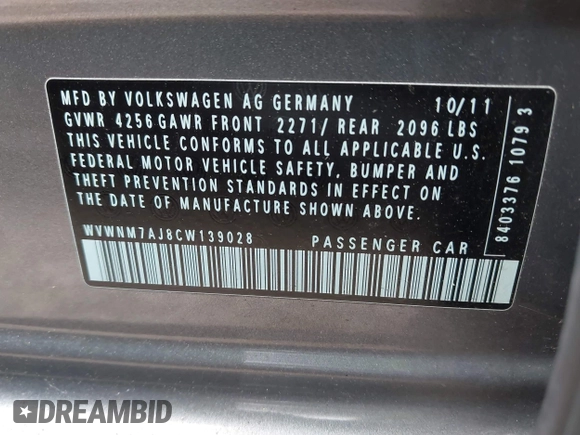 MFD BY VOLKSWAGEN AG GERMANY 10/11
GVWR 4256 GAWR FRONT 2271/ REAR 2096 LBS
THIS VEHICLE CONFORMS TO ALL APPLICABLE U.S.
FEDERAL MOTOR VEHICLE SAFETY, BUMPER AND
THEFT PREVENTION STANDARDS IN EFFECT ON
THE DATE OF MANUFACTURE SHOWN ABOVE.
WVWNM7AJ8CW139028 PASSENGER CAR
8403376 1079 3
DREAMBID